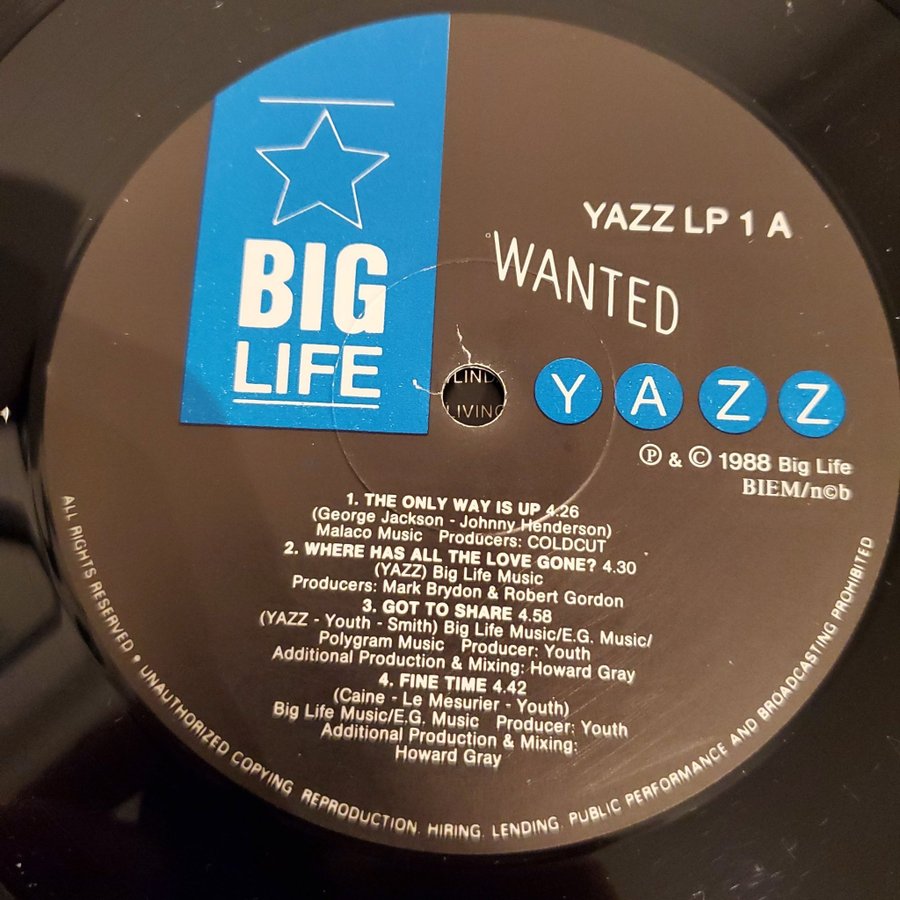 BIG
LIFE
YAZZ LP 1 A
WANTED
YAZZ
℗ & © 1988 Big Life
BIEM/n©b
LIVING
1. THE ONLY WAY IS UP 4:26
(George Jackson - Johnny Henderson)
Malaco Music Producers: COLDCUT
2. WHERE HAS ALL THE LOVE GONE? 4.30
(YAZZ) Big Life Music
Producers: Mark Brydon & Robert Gordon
3. GOT TO SHARE 4.58
(YAZZ - Youth - Smith) Big Life Music/E.G. Music/
Polygram Music Producer: Youth
Additional Production & Mixing: Howard Gray
4. FINE TIME 4.42
(Caine - Le Mesurier - Youth)
Big Life Music/E.G. Music Producer: Youth
Additional Production & Mixing:
Howard Gray
ALL RIGHTS RESERVED • UNAUTHORIZED COPYING. REPRODUCTION. HIRING. LENDING. PUBLIC PERFORMANCE AND BROADCASTING PROHIBITED